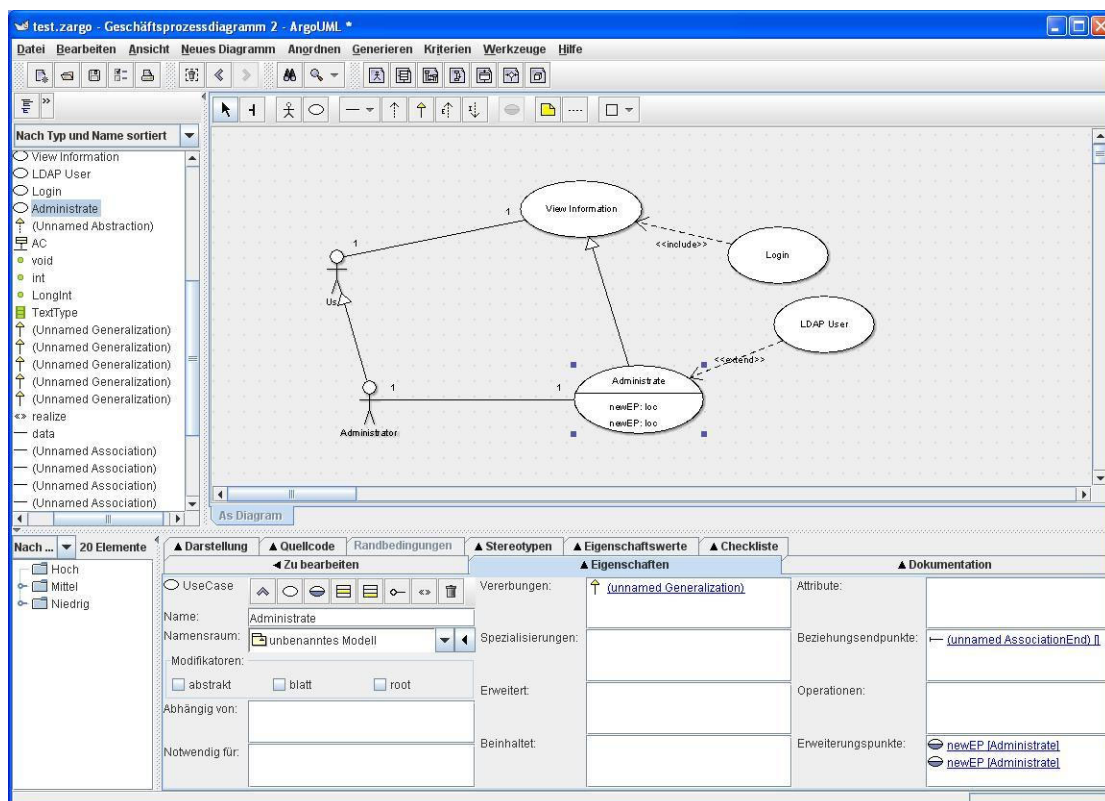 test.zargo - Geschäftsprozessdiagramm 2 - ArgoUML *
Datei Bearbeiten Ansicht Neues Diagramm Anordnen Generieren Kriterien Werkzeuge Hilfe
Nach Typ und Name sortiert
View Information
LDAP User
Login
Administrate
(Unnamed Abstraction)
AC
void
int
LongInt
TextType
(Unnamed Generalization)
(Unnamed Generalization)
(Unnamed Generalization)
(Unnamed Generalization)
(Unnamed Generalization)
realize
data
(Unnamed Association)
(Unnamed Association)
(Unnamed Association)
(Unnamed Association)
View Information
1
1
<<include>>
Login
Us
LDAP User
<<extend>>
1
1
Administrate
newEP: loc
newEP: loc
Administrator
As Diagram
Nach ... 20 Elemente
Hoch
Mittel
Niedrig
Darstellung Quellcode Randbedingungen Stereotypen Eigenschaftswerte Checkliste
Zu bearbeiten Eigenschaften Dokumentation
UseCase
Name: Administrate
Namensraum: unbenanntes Modell
Modifikatoren:
abstrakt blatt root
Abhängig von:
Notwendig für:
Vererbungen: (unnamed Generalization)
Spezialisierungen:
Erweitert:
Beinhaltet:
Attribute:
Beziehungsendpunkte: (unnamed AssociationEnd) []
Operationen:
Erweiterungspunkte: newEP [Administrate]
newEP [Administrate]